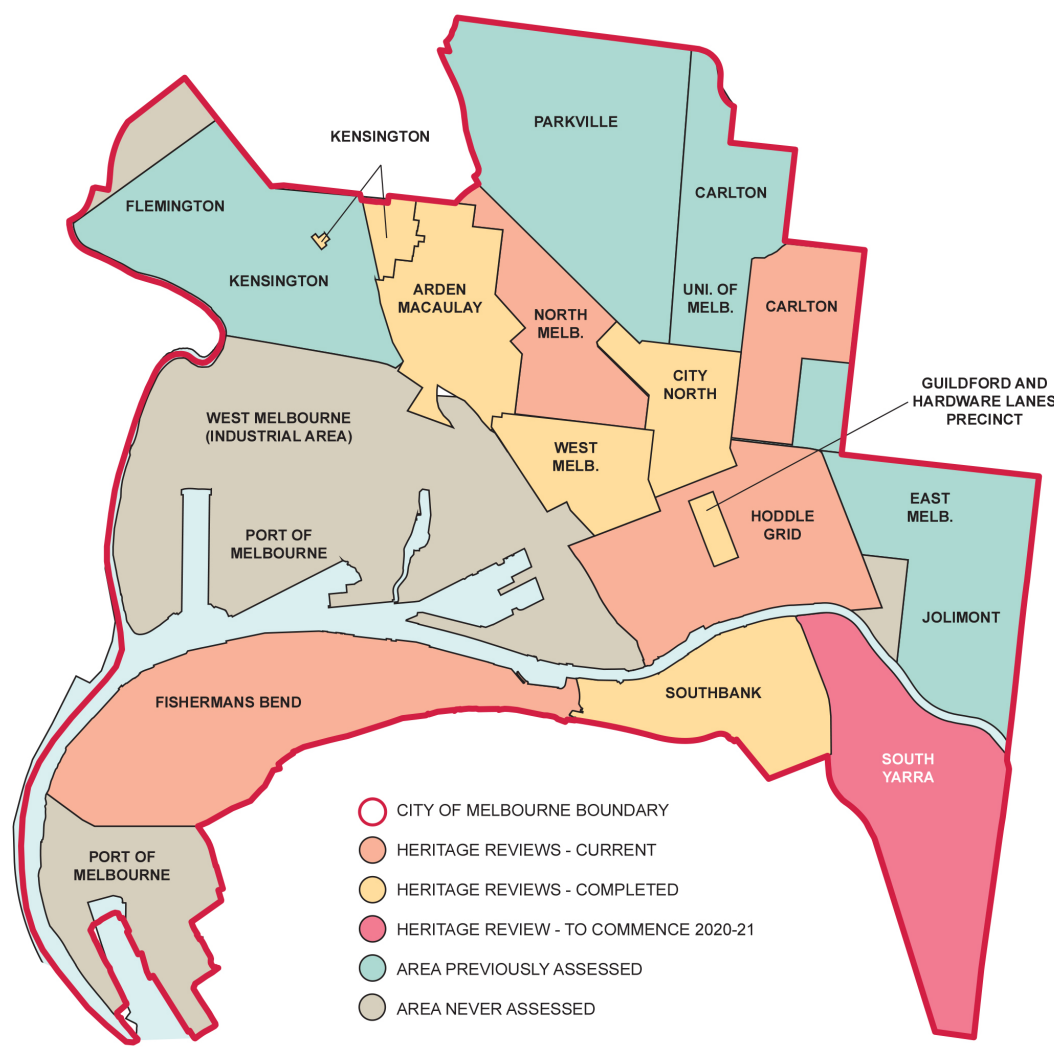 PARKVILLE
KENSINGTON
CARLTON
FLEMINGTON
KENSINGTON
ARDEN
MACAULAY
UNI. OF
MELB.
CARLTON
NORTH
MELB.
CITY
NORTH
GUILDFORD AND
HARDWARE LANES
PRECINCT
WEST MELBOURNE
(INDUSTRIAL AREA)
WEST
MELB.
EAST
MELB.
HODDLE
GRID
PORT OF
MELBOURNE
JOLIMONT
FISHERMANS BEND
SOUTHBANK
SOUTH
YARRA
PORT OF
MELBOURNE
CITY OF MELBOURNE BOUNDARY
HERITAGE REVIEWS - CURRENT
HERITAGE REVIEWS - COMPLETED
HERITAGE REVIEW - TO COMMENCE 2020-21
AREA PREVIOUSLY ASSESSED
AREA NEVER ASSESSED